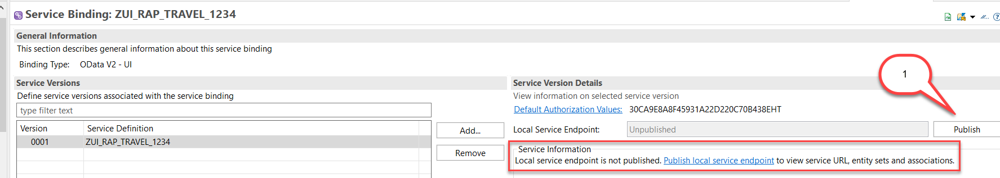 Service Binding: ZUI_RAP_TRAVEL_1234
General Information
This section describes general information about this service binding
Binding Type: OData V2 - UI
Service Versions
Define service versions associated with the service binding
type filter text
Version Service Definition
0001 ZUI_RAP_TRAVEL_1234
Add...
Remove
Service Version Details
View information on selected service version
Default Authorization Values: 30CA9E8A8F45931A22D220C70B438EHT
Local Service Endpoint: Unpublished Publish
1
Service Information
Local service endpoint is not published. Publish local service endpoint to view service URL, entity sets and associations.